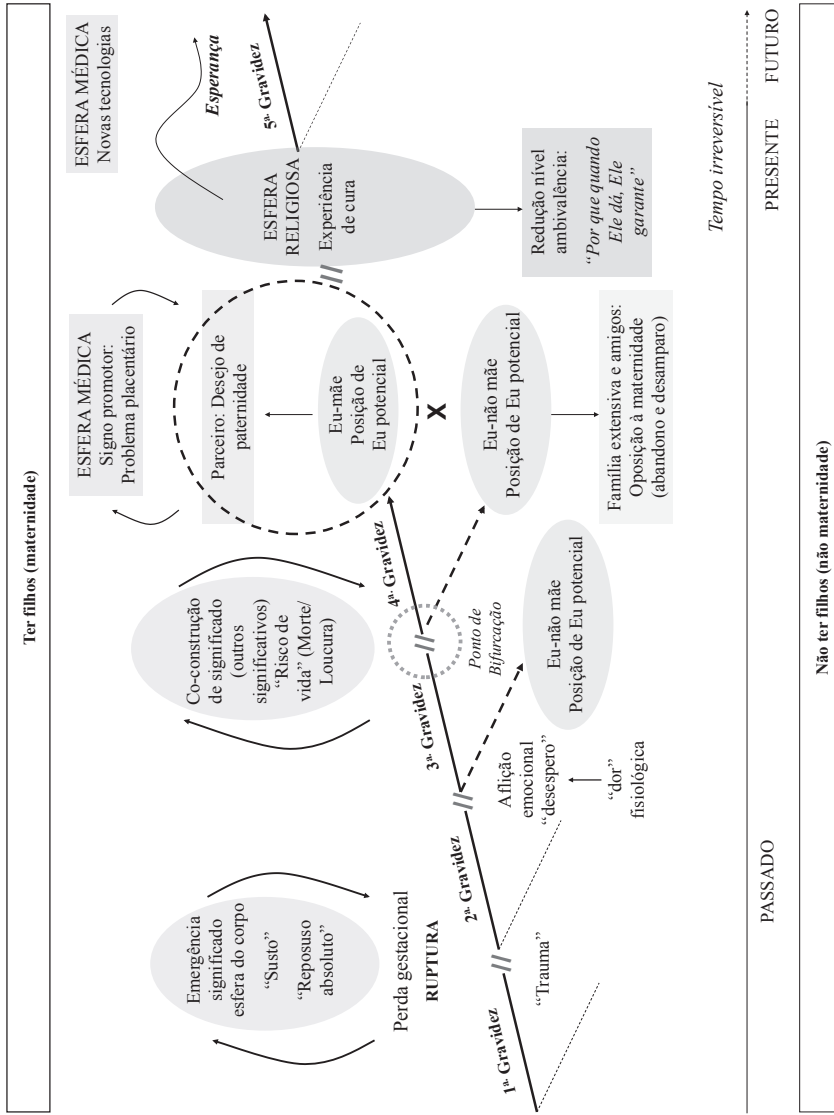 Ter filhos (maternidade)
Emergência
significado
esfera do corpo
“Susto”
“Reposuso
absoluto”
Perda gestacional
RUPTURA
1ª. Gravidez
“Trauma”
2ª. Gravidez
Co-construção
de significado
(outros
significativos)
“Risco de
vida” (Morte/
Loucura)
3ª. Gravidez
Aflição
emocional
“desespero”
“dor”
fisiológica
Ponto de
Bifurcação
Eu-não mãe
Posição de Eu potencial
4ª. Gravidez
ESFERA MÉDICA
Signo promotor:
Problema placentário
Parceiro: Desejo de
paternidade
Eu-mãe
Posição de
Eu potencial
X
Eu-não mãe
Posição de Eu potencial
Família extensiva e amigos:
Oposição à maternidade
(abandono e desamparo)
ESFERA MÉDICA
Novas tecnologias
Esperança
ESFERA
RELIGIOSA
Experiência
de cura
5ª. Gravidez
Redução nível
ambivalência:
“Por que quando
Ele dá, Ele
garante”
Tempo irreversível
PASSADO
PRESENTE
FUTURO
Não ter filhos (não maternidade)